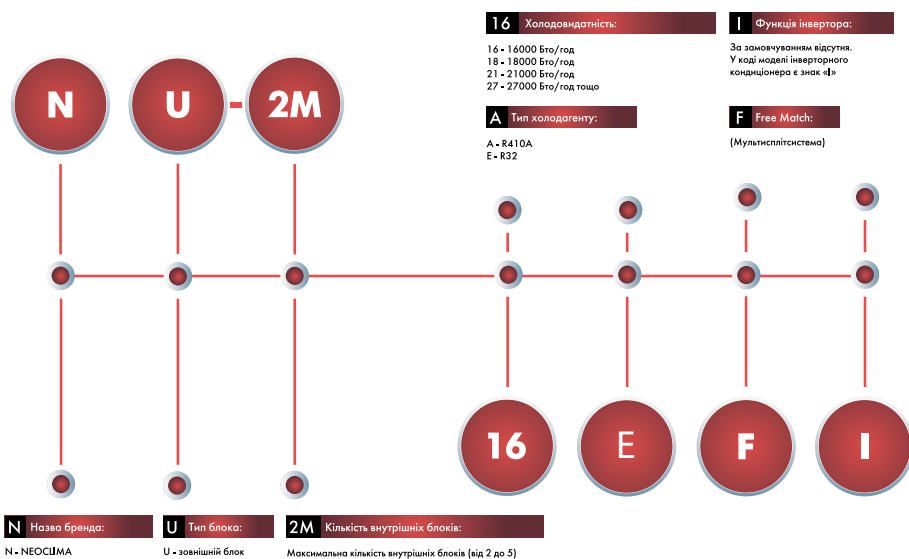 16 Холодовидатність:
16 - 16000 Бто/год
18 - 18000 Бто/год
21 - 21000 Бто/год
27 - 27000 Бто/год тощо
I Функція інвертора:
За замовчуванням відсутня.
У коді моделі інверторного
кондиціонера є знак «I»
A Тип холодагенту:
A - R410A
E - R32
F Free Match:
(Мультисплітсистема)
N U - 2M
16 E F I
N Назва бренда:
N - NEOCLIMA
U Тип блока:
U - зовнішній блок
2M Кількість внутрішніх блоків:
Максимальна кількість внутрішніх блоків (від 2 до 5)